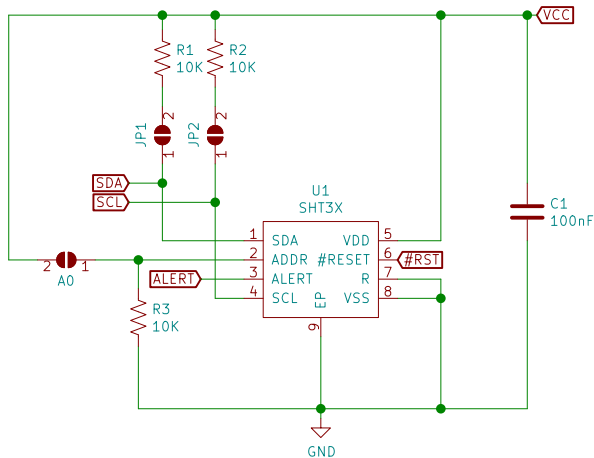 VCC
R1
10K
R2
10K
2
JP1
1
2
JP2
1
SDA
SCL
U1
SHT3X
C1
100nF
1
SDA
VDD
5
2
ADDR
#RESET
6
#RST
3
ALERT
ALERT
R
7
4
SCL
VSS
8
EP
9
2
1
A0
R3
10K
GND